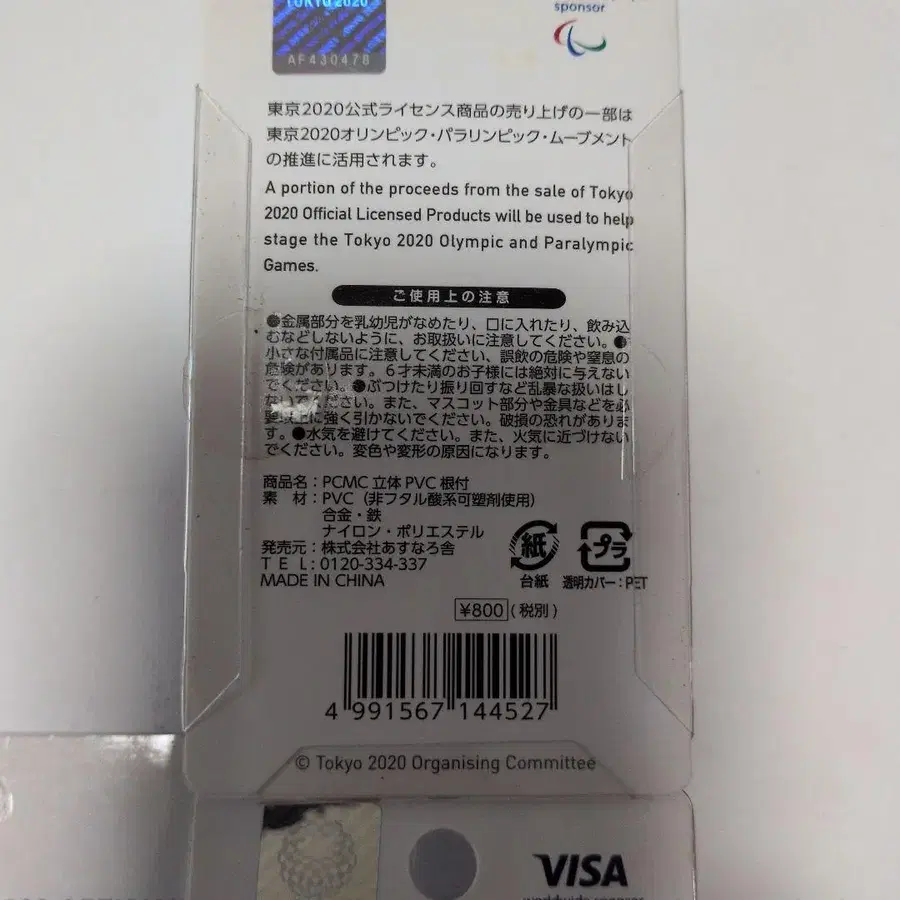 TOKYO 2020
AF430478
sponsor
東京2020公式ライセンス商品の売り上げの一部は
東京2020オリンピック・パラリンピック・ムーブメント
の推進に活用されます。
A portion of the proceeds from the sale of Tokyo
2020 Official Licensed Products will be used to help
stage the Tokyo 2020 Olympic and Paralympic
Games.
ご使用上の注意
●金属部分を乳幼児がなめたり、口に入れたり、飲み込
むなどしないように、お取扱いに注意してください。●
小さな付属品に注意してください、誤飲の危険や窒息の
危険があります。6才未満のお子様には絶対に与えない
でください。●ぶつけたり振り回すなど乱暴な扱いはし
ないでください。また、マスコット部分や金具などを必
要以上に強く引かないでください。破損の恐れがありま
す。●水気を避けてください。また、火気に近づけない
でください。変色や変形の原因になります。
商品名：PCMC 立体 PVC 根付
素 材：PVC（非フタル酸系可塑剤使用）
合金・鉄
ナイロン・ポリエステル
発売元：株式会社あすなろ舎
T E L：0120-334-337
MADE IN CHINA
紙
台紙
プラ
透明カバー：PET
¥800 (税別)
4 991567 144527
© Tokyo 2020 Organising Committee
VISA
worldwide sponsor